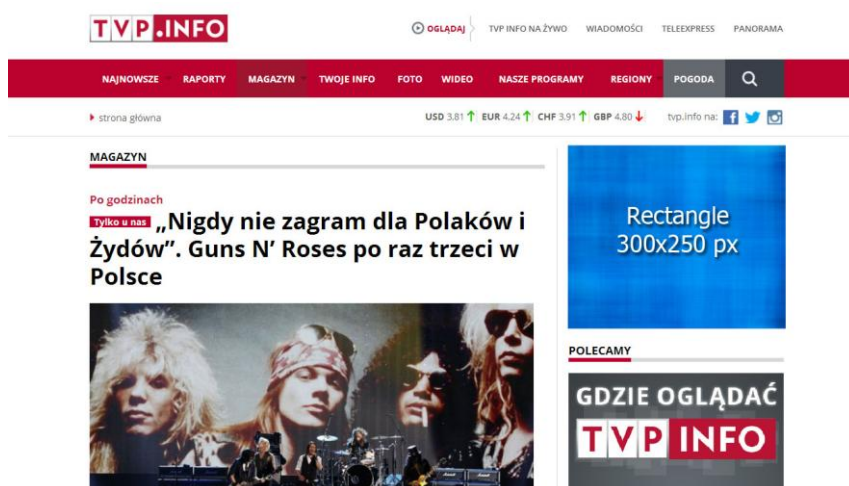 TVP.INFO
OGLĄDAJ TVP INFO NA ŻYWO WIADOMOŚCI TELEEXPRESS PANORAMA
NAJNOWSZE RAPORTY MAGAZYN TWOJE INFO FOTO WIDEO NASZE PROGRAMY REGIONY POGODA
strona główna
USD 3.81 EUR 4.24 CHF 3.91 GBP 4.80 tvp.info na:
MAGAZYN
Po godzinach
Tylko u nas „Nigdy nie zagram dla Polaków i
Żydów”. Guns N’ Roses po raz trzeci w
Polsce
Rectangle
300x250 px
POLECAMY
GDZIE OGLĄDAĆ
TVP INFO